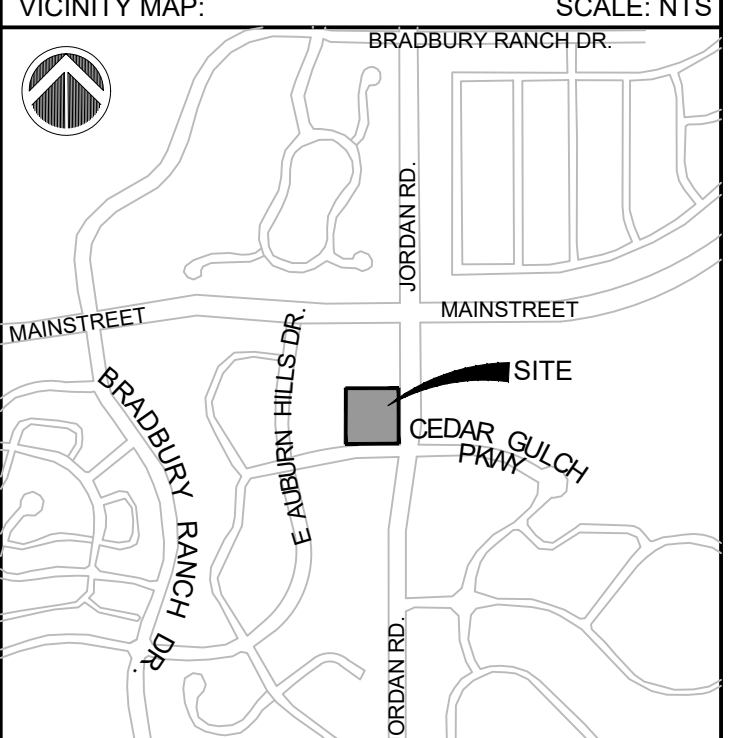 VICINITY MAP: SCALE: NTS
BRADBURY RANCH DR.
JORDAN RD.
MAINSTREET
MAINSTREET
E AUBURN HILLS DR.
SITE
BRADBURY RANCH DR.
CEDAR GULCH
PKWY
ORDAN RD.